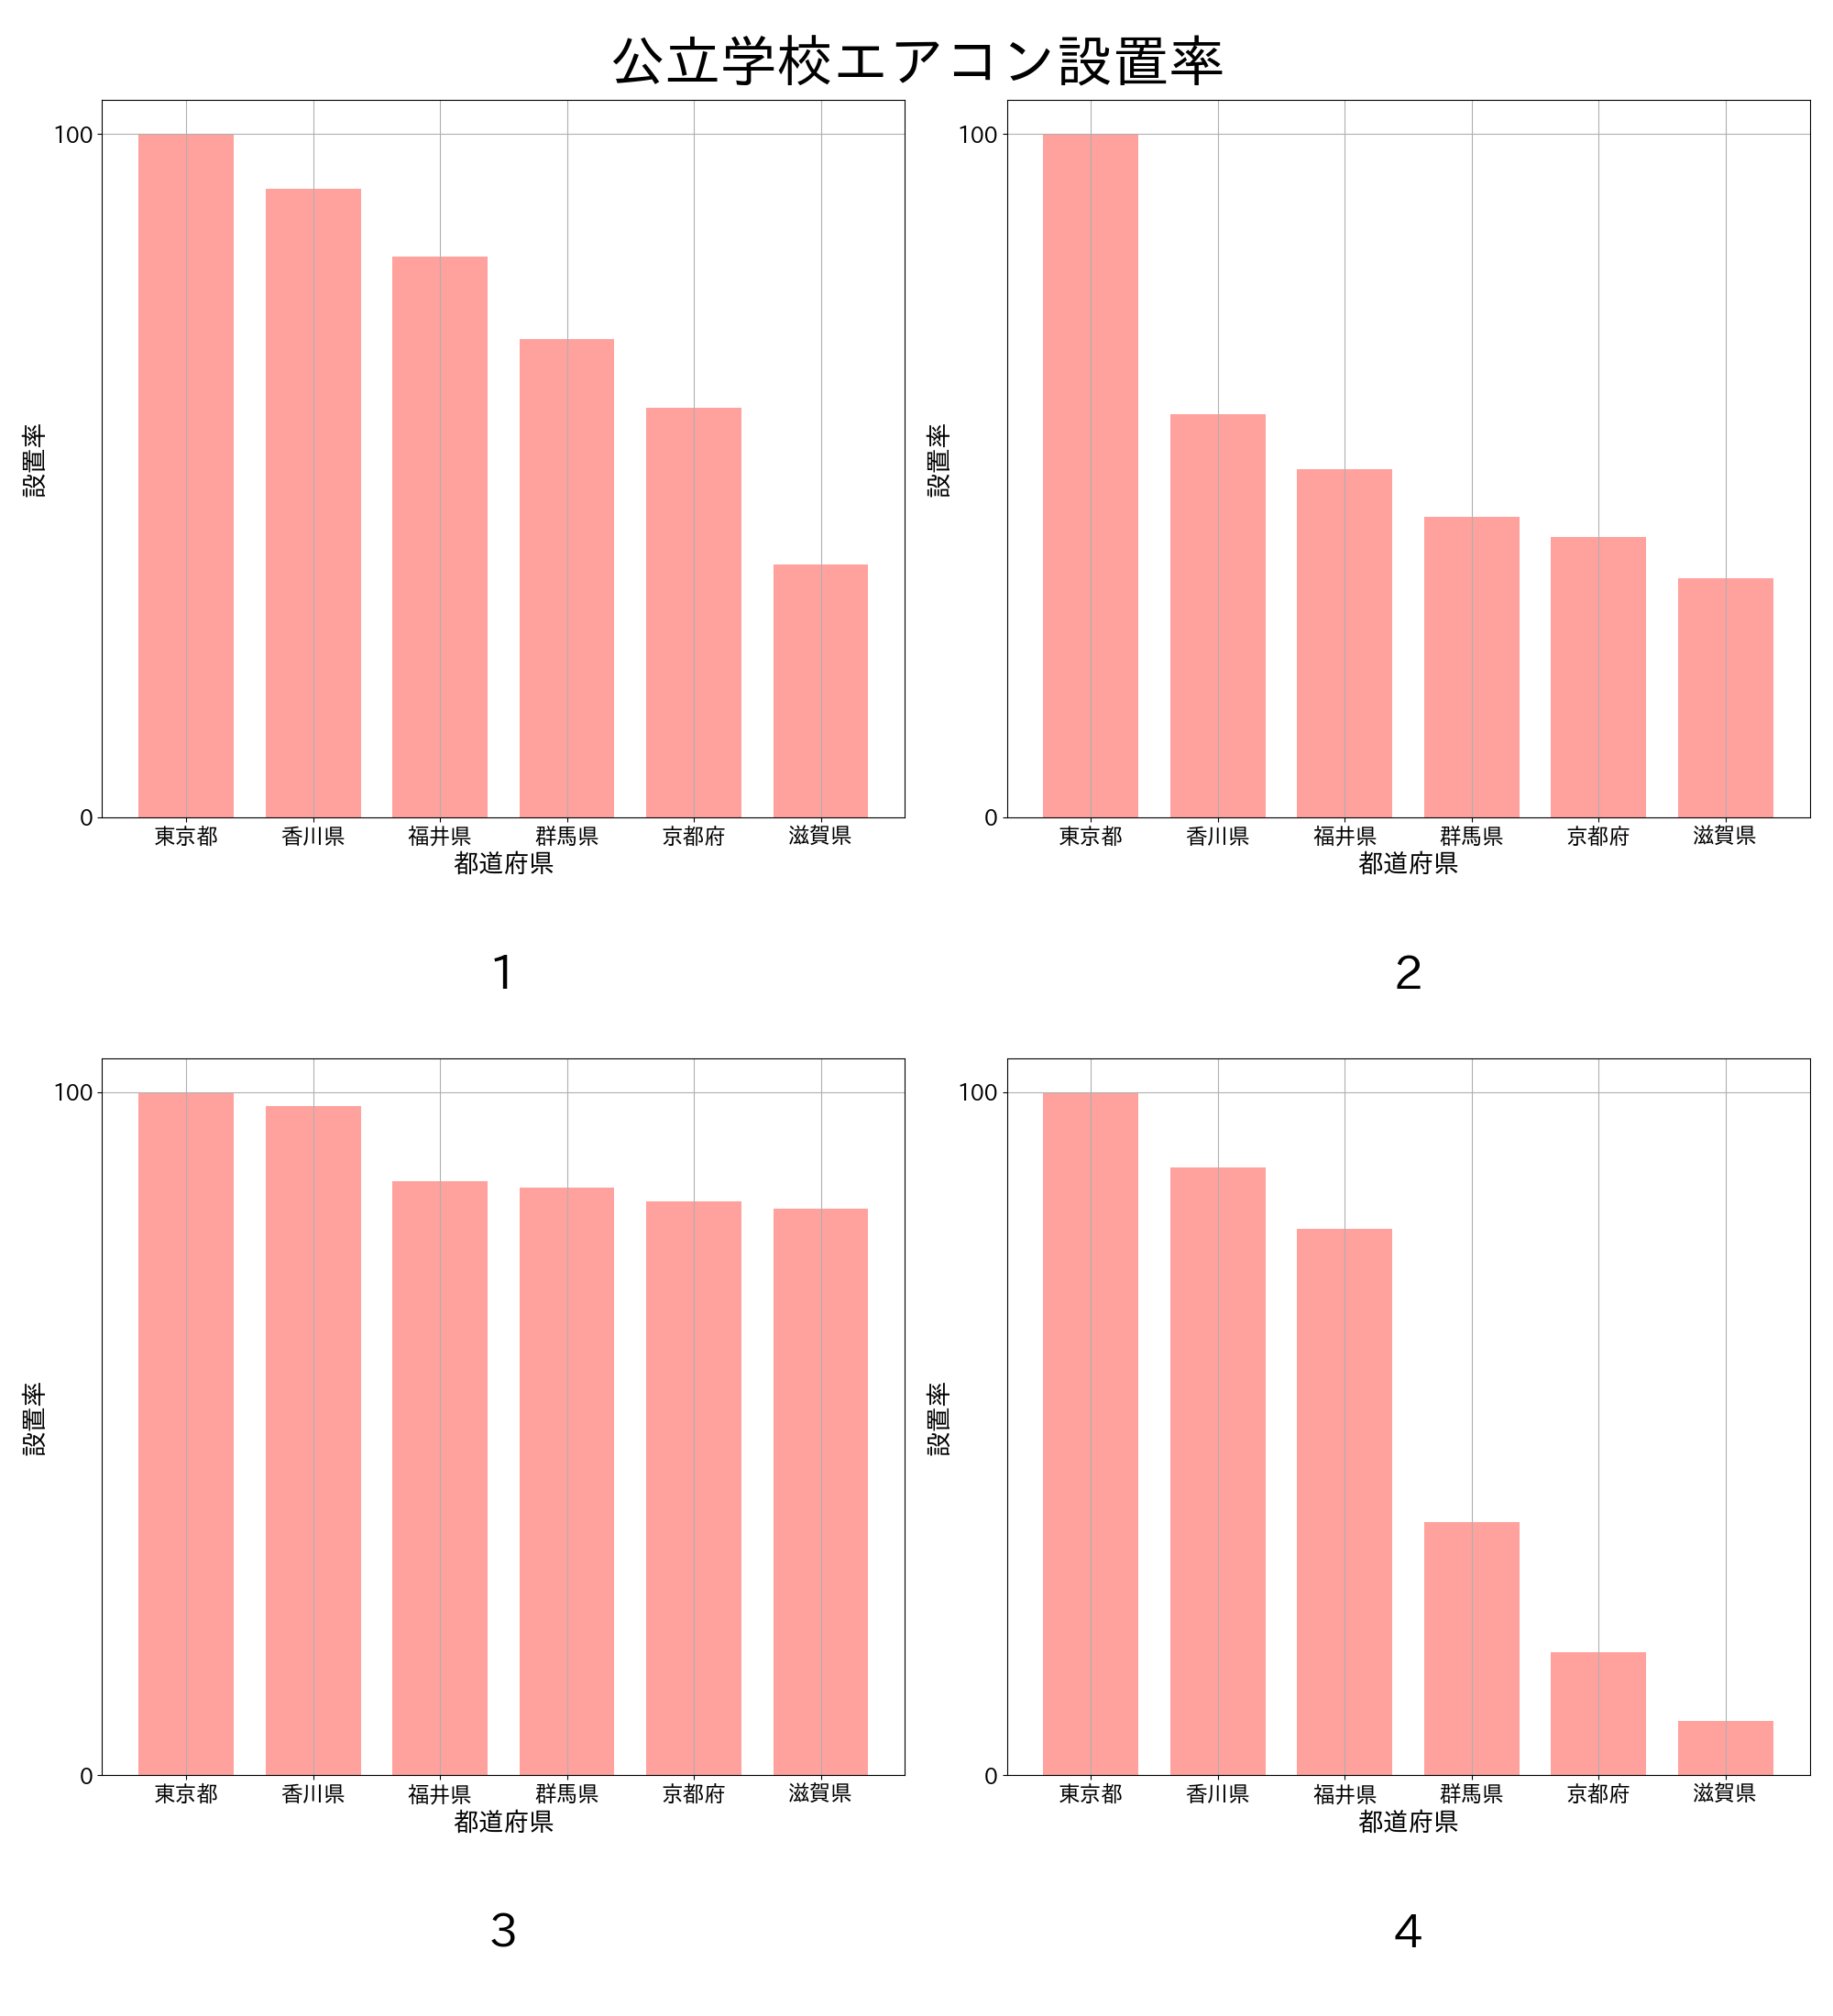 公立学校エアコン設置率
100
設置率
0
東京都 香川県 福井県 群馬県 京都府 滋賀県
都道府県
1
100
設置率
0
東京都 香川県 福井県 群馬県 京都府 滋賀県
都道府県
2
100
設置率
0
東京都 香川県 福井県 群馬県 京都府 滋賀県
都道府県
3
100
設置率
0
東京都 香川県 福井県 群馬県 京都府 滋賀県
都道府県
4